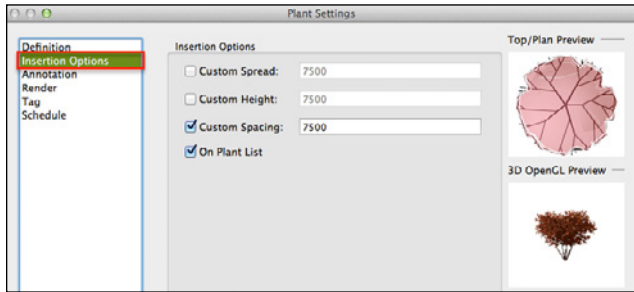 Plant Settings
Definition
Insertion Options
Annotation
Render
Tag
Schedule
Insertion Options
Custom Spread: 7500
Custom Height: 7500
Custom Spacing: 7500
On Plant List
Top/Plan Preview
3D OpenGL Preview